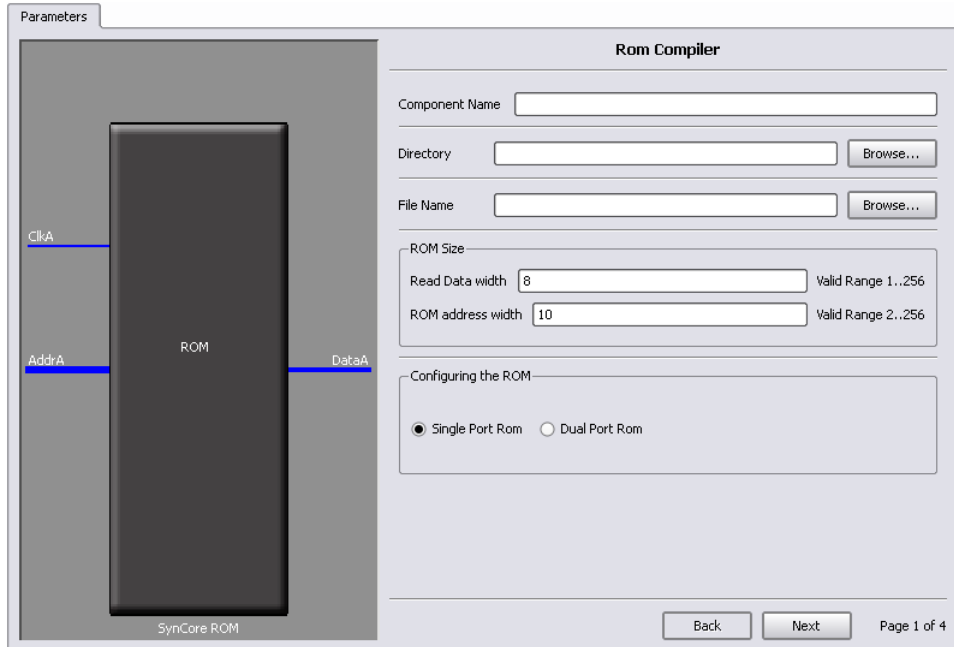 Parameters
ClkA
AddrA
ROM
DataA
SynCore ROM
Rom Compiler
Component Name
Directory Browse...
File Name Browse...
ROM Size
Read Data width 8 Valid Range 1..256
ROM address width 10 Valid Range 2..256
Configuring the ROM
Single Port Rom Dual Port Rom
Back Next Page 1 of 4